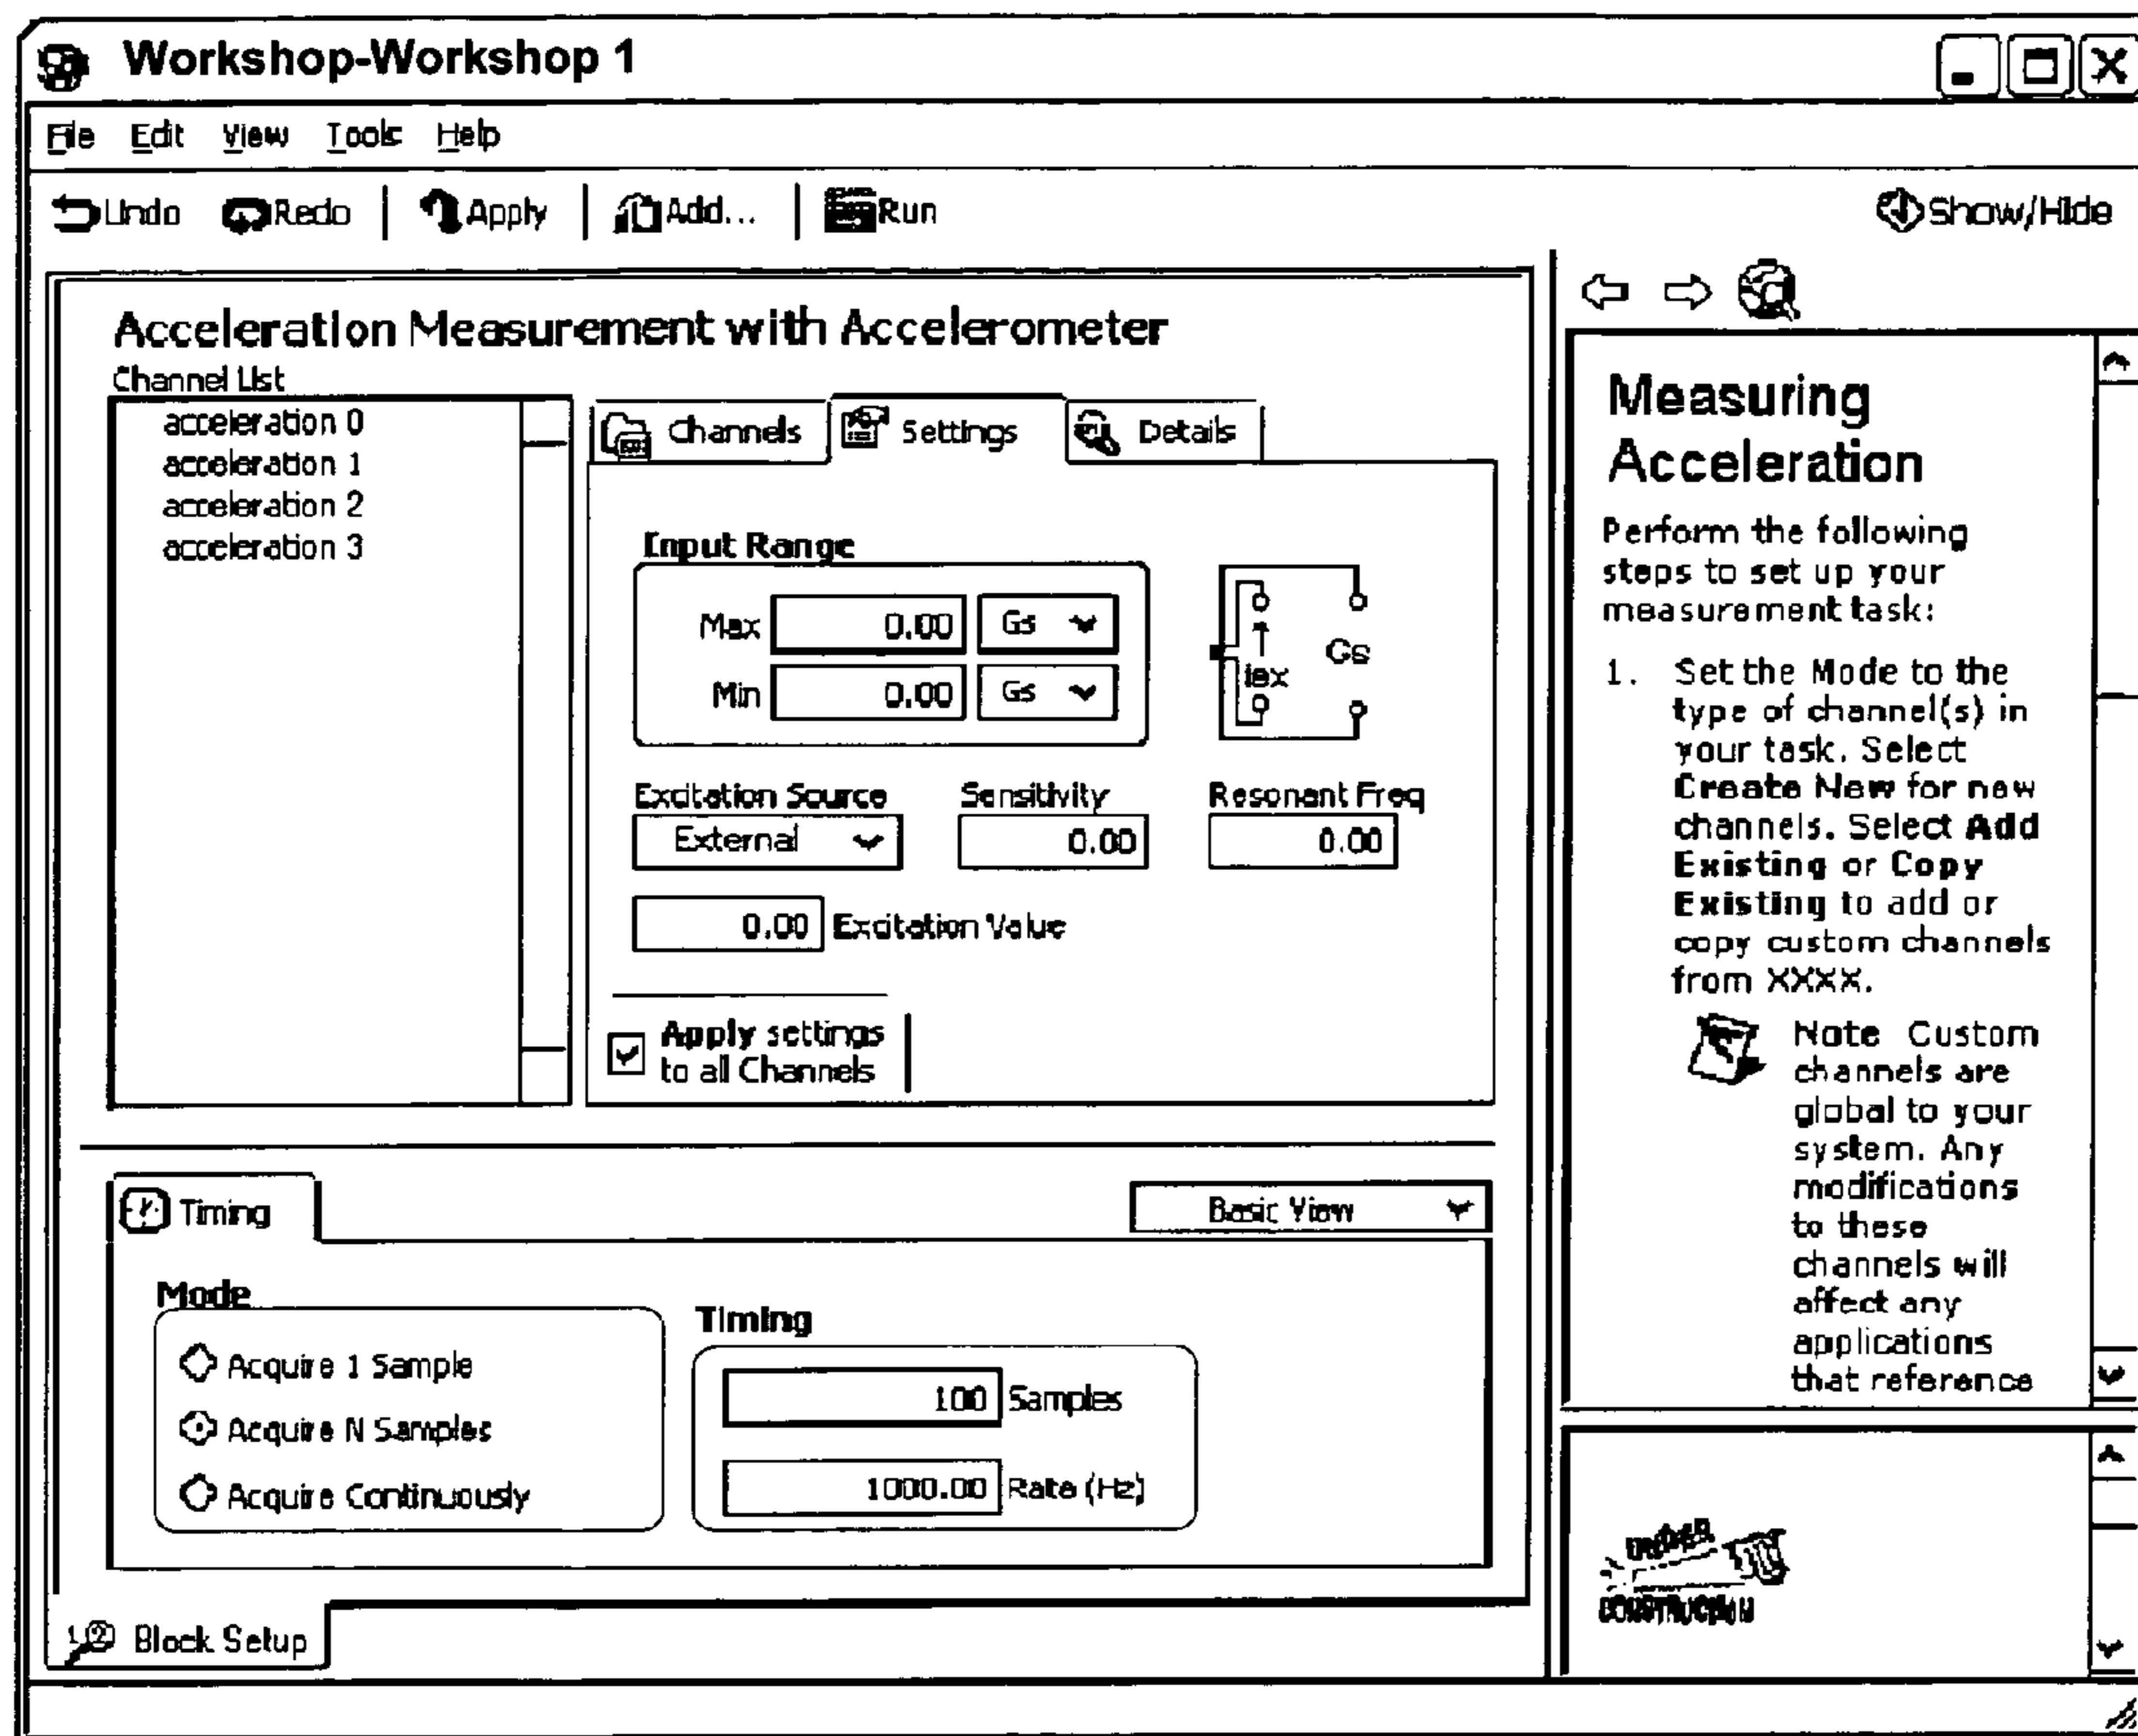 Workshop-Workshop 1
File Edit View Tools Help
Undo Redo Apply Add... Run Show/Hide
Acceleration Measurement with Accelerometer
Channel List
acceleration 0
acceleration 1
acceleration 2
acceleration 3
Channels Settings Details
Input Range
Max 0.00 Gs
Min 0.00 Gs
Iex Gs
Excitation Source Sensitivity Resonant Freq
External 0.00 0.00
0.00 Excitation Value
Apply settings
to all Channels
Timing Basic View
Mode
Acquire 1 Sample
Acquire N Samples
Acquire Continuously
Timing
100 Samples
1000.00 Rate (Hz)
Block Setup
Measuring
Acceleration
Perform the following
steps to set up your
measurement task:
1. Set the Mode to the
type of channel(s) in
your task. Select
Create New for new
channels. Select Add
Existing or Copy
Existing to add or
copy custom channels
from XXXX.
Note Custom
channels are
global to your
system. Any
modifications
to these
channels will
affect any
applications
that reference
UNDER
CONSTRUCTION